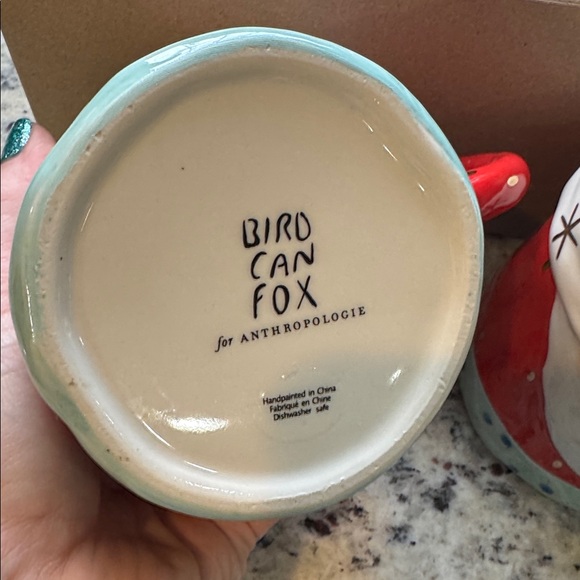 BIRD
CAN
FOX
for ANTHROPOLOGIE
Handpainted in China
Fabriqué en Chine
Dishwasher safe